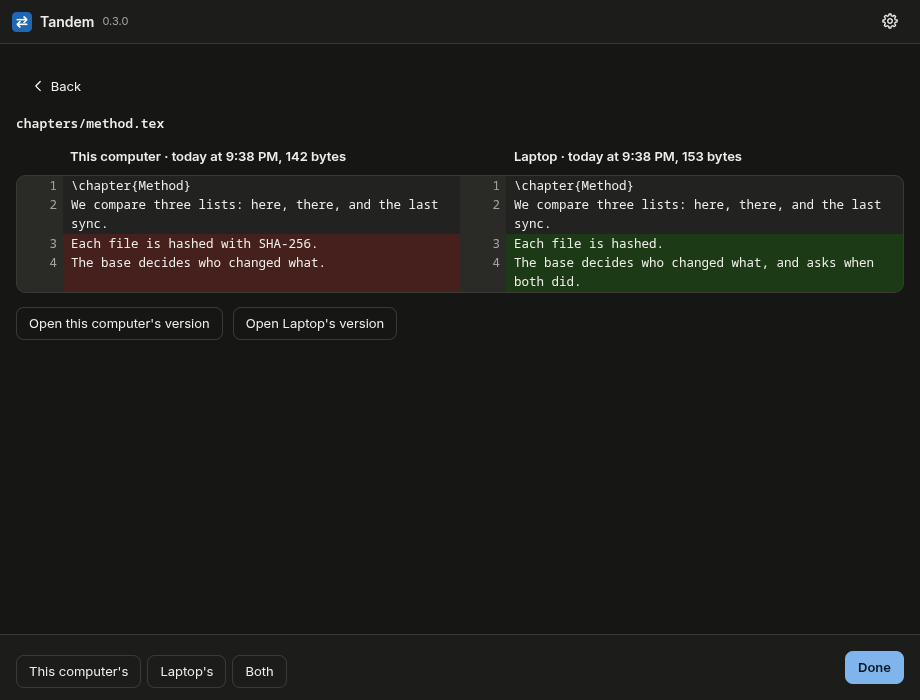 Tandem 0.3.0
Back
chapters/method.tex
This computer · today at 9:38 PM, 142 bytes
1 \chapter{Method}
2 We compare three lists: here, there, and the last
sync.
3 Each file is hashed with SHA-256.
4 The base decides who changed what.
Laptop · today at 9:38 PM, 153 bytes
1 \chapter{Method}
2 We compare three lists: here, there, and the last
sync.
3 Each file is hashed.
4 The base decides who changed what, and asks when
both did.
Open this computer's version
Open Laptop's version
This computer's
Laptop's
Both
Done